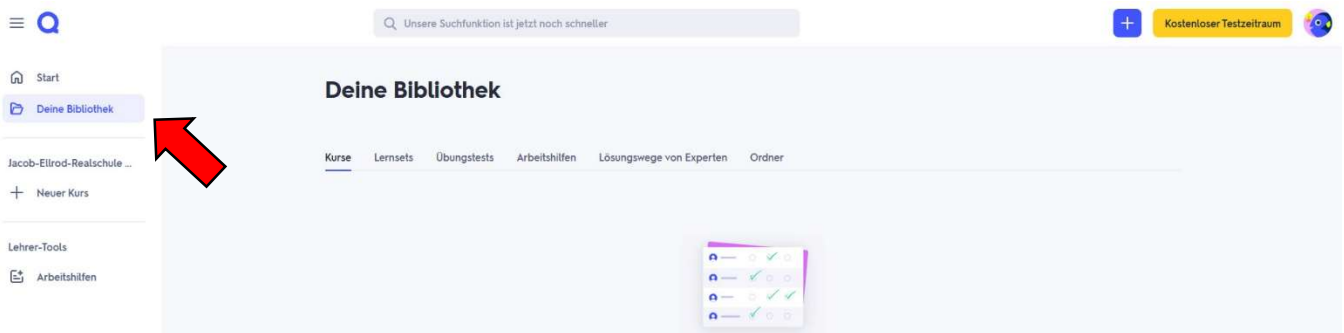 Unsere Suchfunktion ist jetzt noch schneller
Kostenloser Testzeitraum
Start
Deine Bibliothek
Jacob-Ellrod-Realschule ...
Neuer Kurs
Lehrer-Tools
Arbeitshilfen
Deine Bibliothek
Kurse Lernsets Übungstests Arbeitshilfen Lösungswege von Experten Ordner